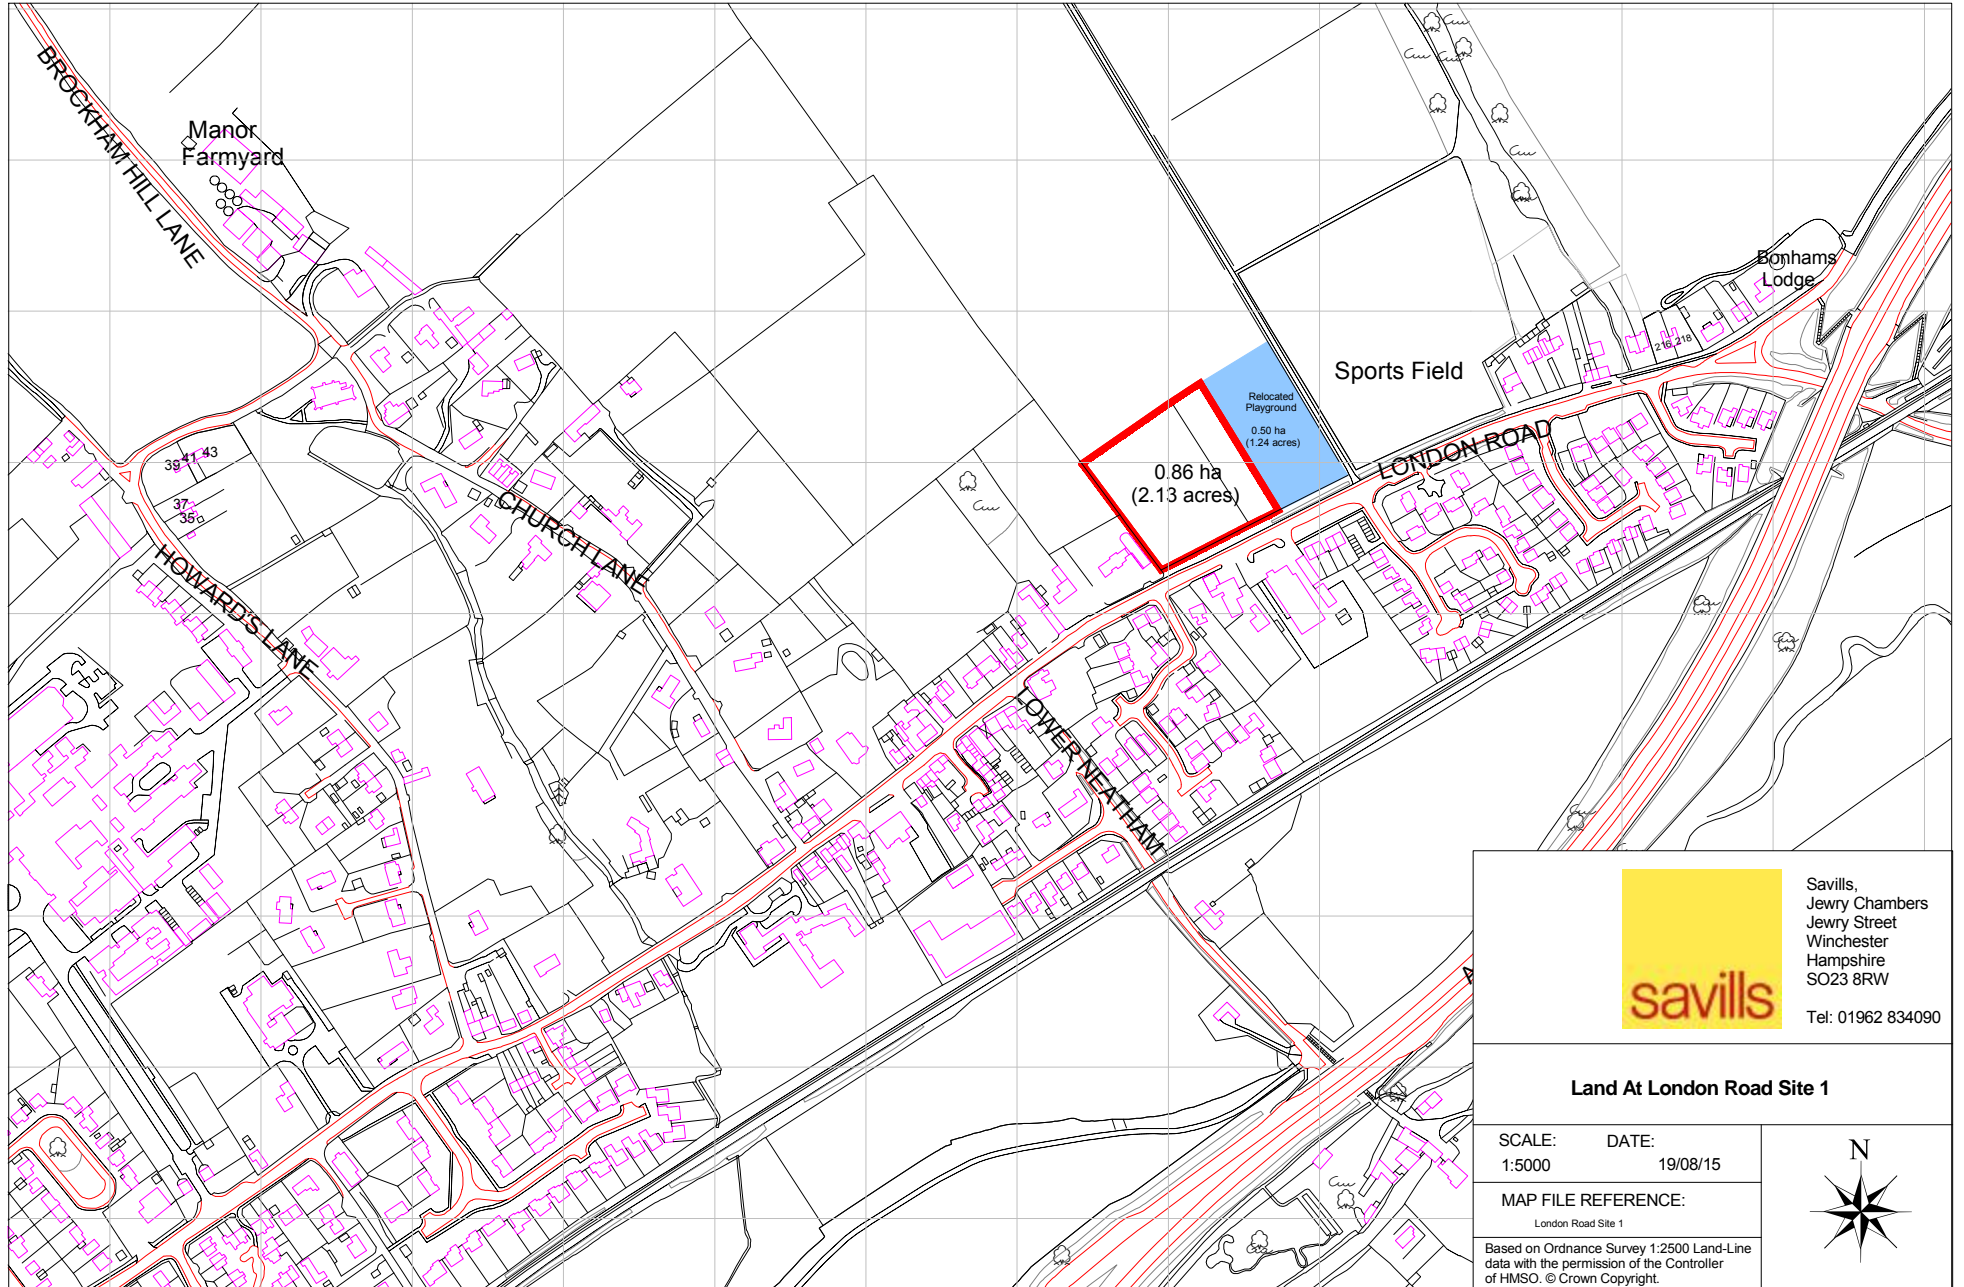 BROCKHAM HILL LANE
Manor
Farmyard
Bonhams
Lodge
216 218
Sports Field
Relocated
Playground
0.50 ha
(1.24 acres)
0.86 ha
(2.13 acres)
LONDON ROAD
39 41 43
37
35
CHURCH LANE
HOWARD'S LANE
LOWER NEATHAM
A
savills
Savills,
Jewry Chambers
Jewry Street
Winchester
Hampshire
SO23 8RW
Tel: 01962 834090
Land At London Road Site 1
SCALE: DATE:
1:5000 19/08/15
MAP FILE REFERENCE:
London Road Site 1
N
Based on Ordnance Survey 1:2500 Land-Line
data with the permission of the Controller
of HMSO. © Crown Copyright.